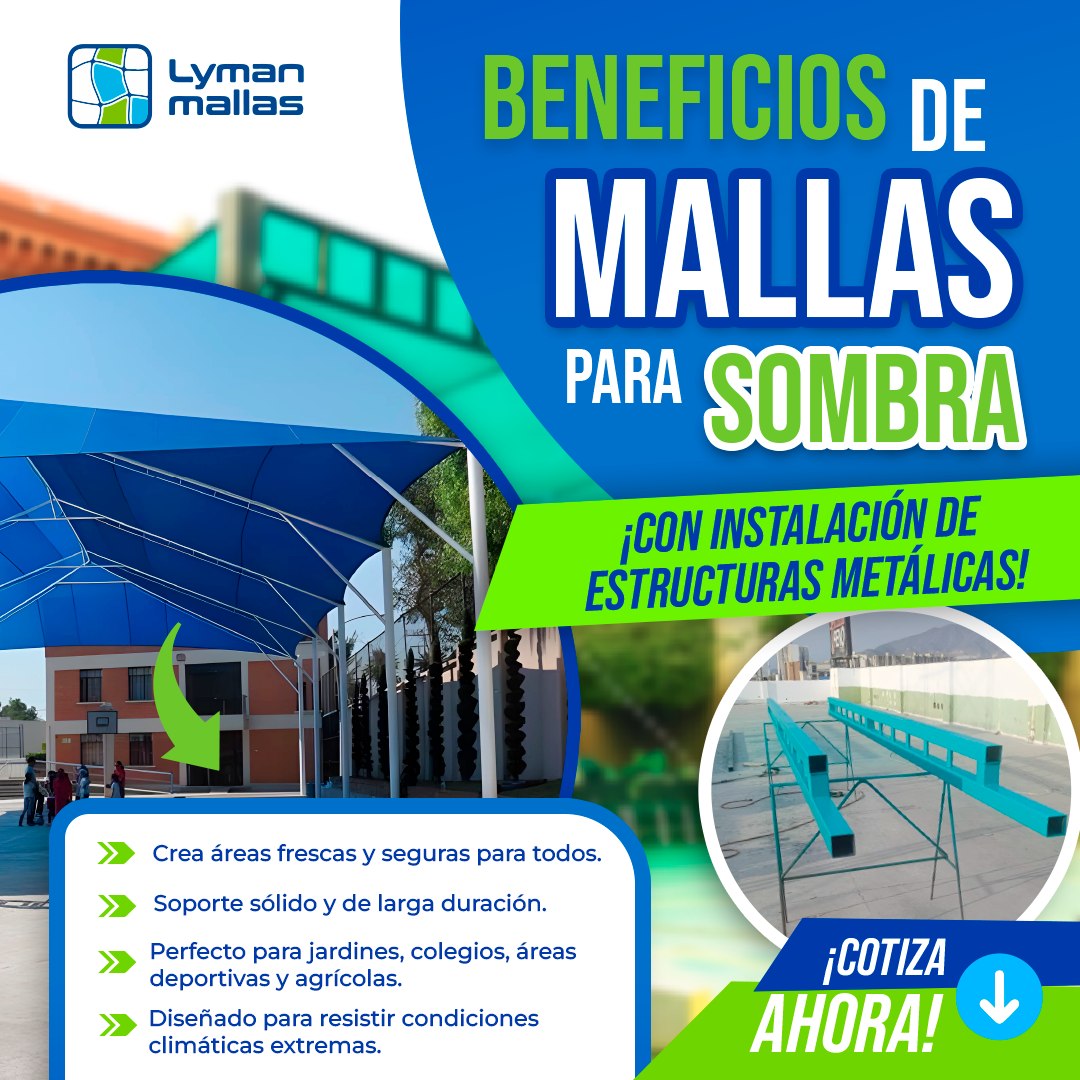 Lyman
mallas
BENEFICIOS DE
MALLAS
PARA SOMBRA
¡CON INSTALACIÓN DE
ESTRUCTURAS METÁLICAS!
Crea áreas frescas y seguras para todos.
Soporte sólido y de larga duración.
Perfecto para jardines, colegios, áreas
deportivas y agrícolas.
Diseñado para resistir condiciones
climáticas extremas.
¡COTIZA
AHORA!